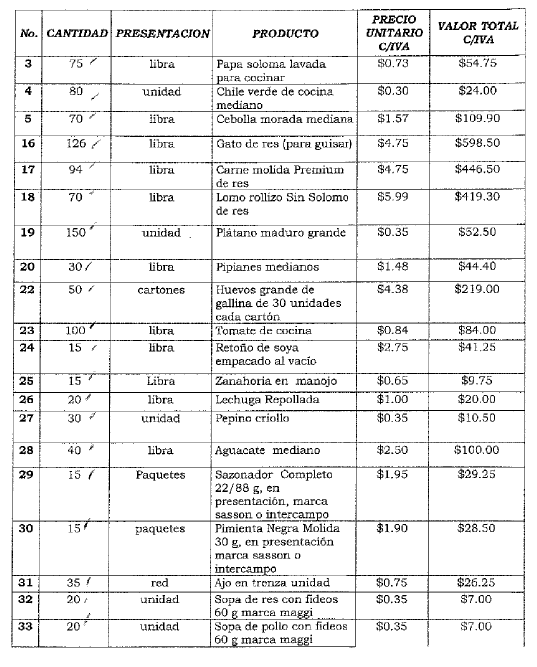 No. CANTIDAD PRESENTACION PRODUCTO PRECIO UNITARIO C/IVA VALOR TOTAL C/IVA
3 75 libra Papa soloma lavada $0.73 $54.75
para cocinar
4 80 unidad Chile verde de cocina $0.30 $24.00
mediano
5 70 libra Cebolla morada mediana $1.57 $109.90
16 126 libra Gato de res (para guisar) $4.75 $598.50
17 94 libra Carne molida Premium $4.75 $446.50
de res
18 70 libra Lomo rollizo Sin Solomo $5.99 $419.30
de res
19 150 unidad Plátano maduro grande $0.35 $52.50
20 30 libra Pipianes medianos $1.48 $44.40
22 50 cartones Huevos grande de $4.38 $219.00
gallina de 30 unidades
cada cartón
23 100 libra Tomate de cocina $0.84 $84.00
24 15 libra Retoño de soya $2.75 $41.25
empacado al vacío
25 15 Libra Zanahoria en manojo $0.65 $9.75
26 20 libra Lechuga Repollada $1.00 $20.00
27 30 unidad Pepino criollo $0.35 $10.50
28 40 libra Aguacate mediano $2.50 $100.00
29 15 Paquetes Sazonador Completo $1.95 $29.25
22/88 g, en
presentación, marca
sasson o intercampo
30 15 paquetes Pimienta Negra Molida $1.90 $28.50
30 g, en presentación
marca sasson o
intercampo
31 35 red Ajo en trenza unidad $0.75 $26.25
32 20 unidad Sopa de res con fideos $0.35 $7.00
60 g marca maggi
33 20 unidad Sopa de pollo con fideos $0.35 $7.00
60 g marca maggi